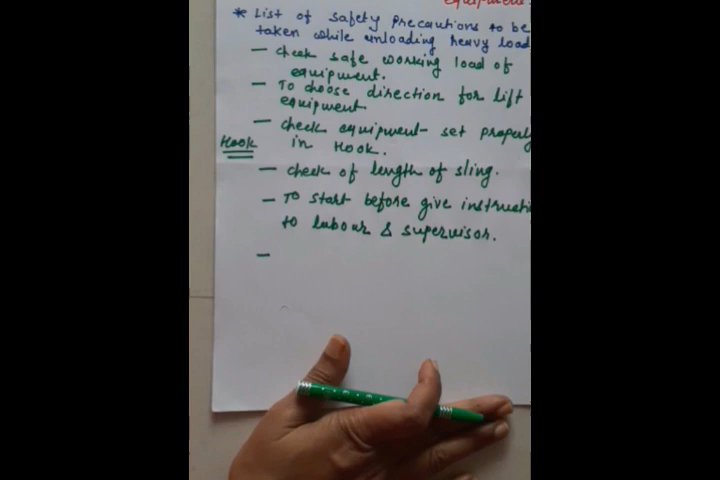 equipment.
* List of safety precautions to be
taken while unloading heavy load
– check safe working load of
equipment.
– To choose direction for lift
equipment
– check equipment set properly
Hook in Hook.
– check of length of sling.
– To start before give instructi
to labour & supervisor.
–